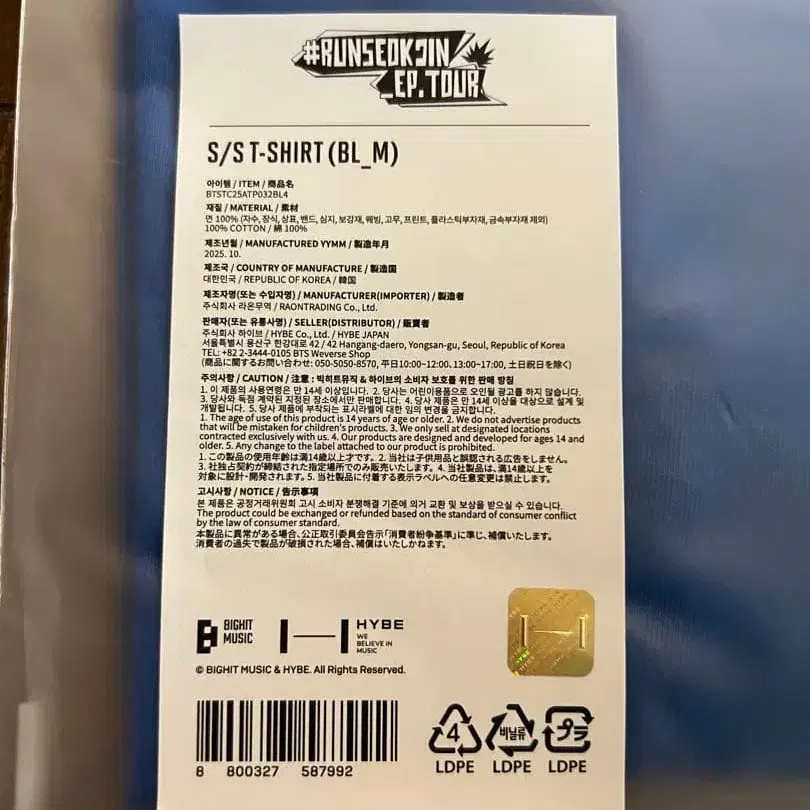 #RUNSEOKJIN
_EP.TOUR
S/S T-SHIRT (BL_M)
아이템 / ITEM / 商品名
BTSTC25ATP032BL4
재질 / MATERIAL / 素材
면 100% (자수, 장식, 상표, 밴드, 심지, 보강재, 웨빙, 고무, 프린트, 플라스틱부자재, 금속부자재 제외)
100% COTTON / 綿 100%
제조년월 / MANUFACTURED YYMM / 製造年月
2025. 10.
제조국 / COUNTRY OF MANUFACTURE / 製造国
대한민국 / REPUBLIC OF KOREA / 韓国
제조자명(또는 수입자명) / MANUFACTURER(IMPORTER) / 製造者
주식회사 라온무역 / RAONTRADING Co., Ltd.
판매자(또는 유통사명) / SELLER(DISTRIBUTOR) / 販賣者
주식회사 하이브 / HYBE Co., Ltd. / HYBE JAPAN
서울특별시 용산구 한강대로 42 / 42 Hangang-daero, Yongsan-gu, Seoul, Republic of Korea
TEL: +82 2-3444-0105 BTS Weverse Shop
(商品に関するお問い合わせ: 050-5050-8570, 平日10:00~12:00, 13:00~17:00, 土日祝日を除く)
주의사항 / CAUTION / 注意 : 빅히트뮤직 & 하이브의 소비자 보호를 위한 판매 방침
1. 이 제품의 사용연령은 만 14세 이상입니다. 2. 당사는 어린이용품으로 오인될 광고를 하지 않습니다.
3. 당사와 독점 계약된 지정된 장소에서만 판매합니다. 4. 당사 제품은 만 14세 이상을 대상으로 설계 및
개발됩니다. 5. 당사 제품에 부착되는 표시라벨에 대한 임의 변경을 금지합니다.
1. The age of use of this product is 14 years of age or older. 2. We do not advertise products
that will be mistaken for children's products. 3. We only sell at designated locations
contracted exclusively with us. 4. Our products are designed and developed for ages 14 and
older. 5. Any change to the label attached to our product is prohibited.
1. この製品の使用年齢は満14歳以上才です。2. 当社は子供用品と誤認される広告をしません。
3. 社独占契約が締結された指定場所でのみ販売いたします。4. 当社製品は、満14歳以上を
対象に設計·開発されます。5. 当社製品に付着する表示ラベルへの任意変更は禁止します。
고시사항 / NOTICE / 告示事項
본 제품은 공정거래위원회 고시 소비자 분쟁해결 기준에 의거 교환 및 보상을 받으실 수 있습니다.
The product could be exchanged or refunded based on the standard of consumer conflict
by the law of consumer standard.
本製品に異常がある場合、公正取引委員会告示「消費者紛争基準」に準じ、補償いたします。
消費者の過失で製品が破損された場合、補償はいたしかねます。
BIGHIT
MUSIC
HYBE
WE
BELIEVE IN
MUSIC
HYBE
© BIGHIT MUSIC & HYBE. All Rights Reserved.
8 800327 587992
4
비닐류
プラ
LDPE LDPE LDPE